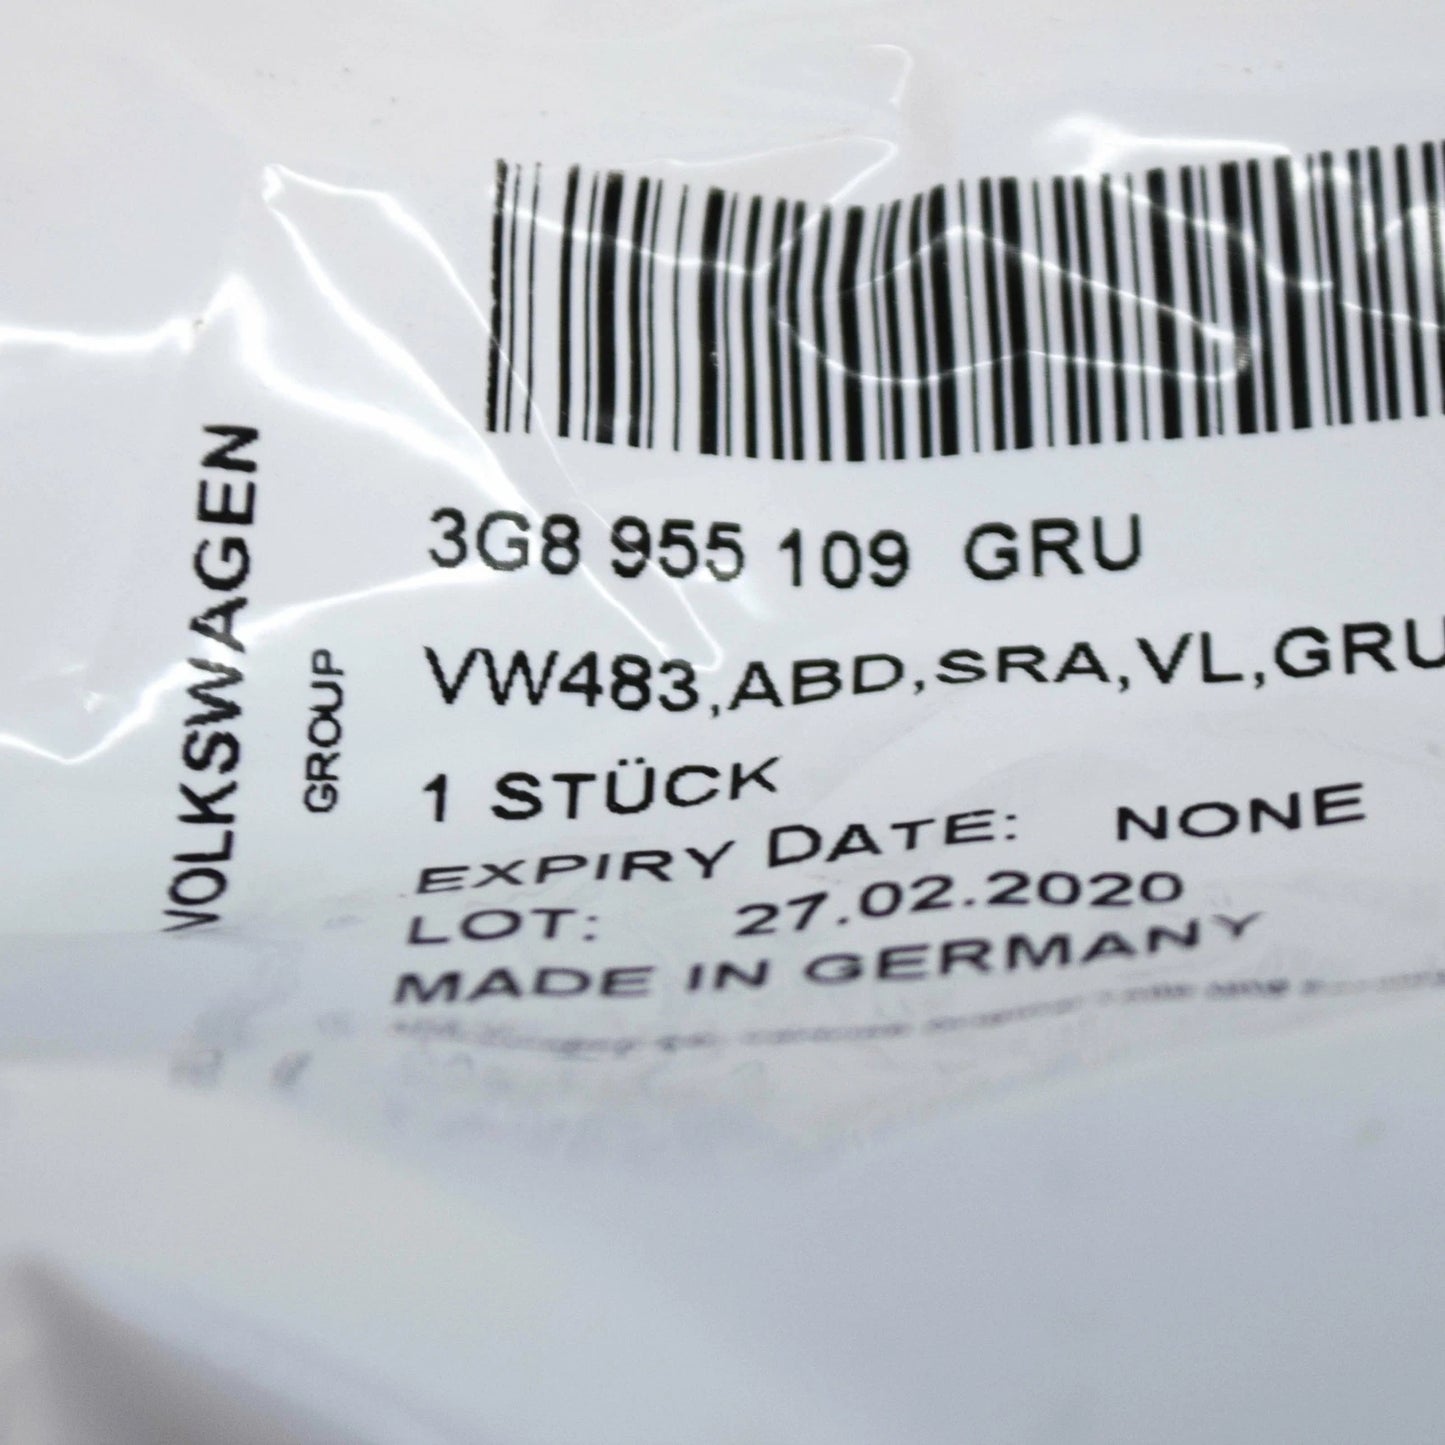 VOLKSWAGEN
GROUP
3G8 955 109 GRU
VW483,ABD,SRA,VL,GRU
1 STÜCK
EXPIRY DATE: NONE
LOT: 27.02.2020
MADE IN GERMANY